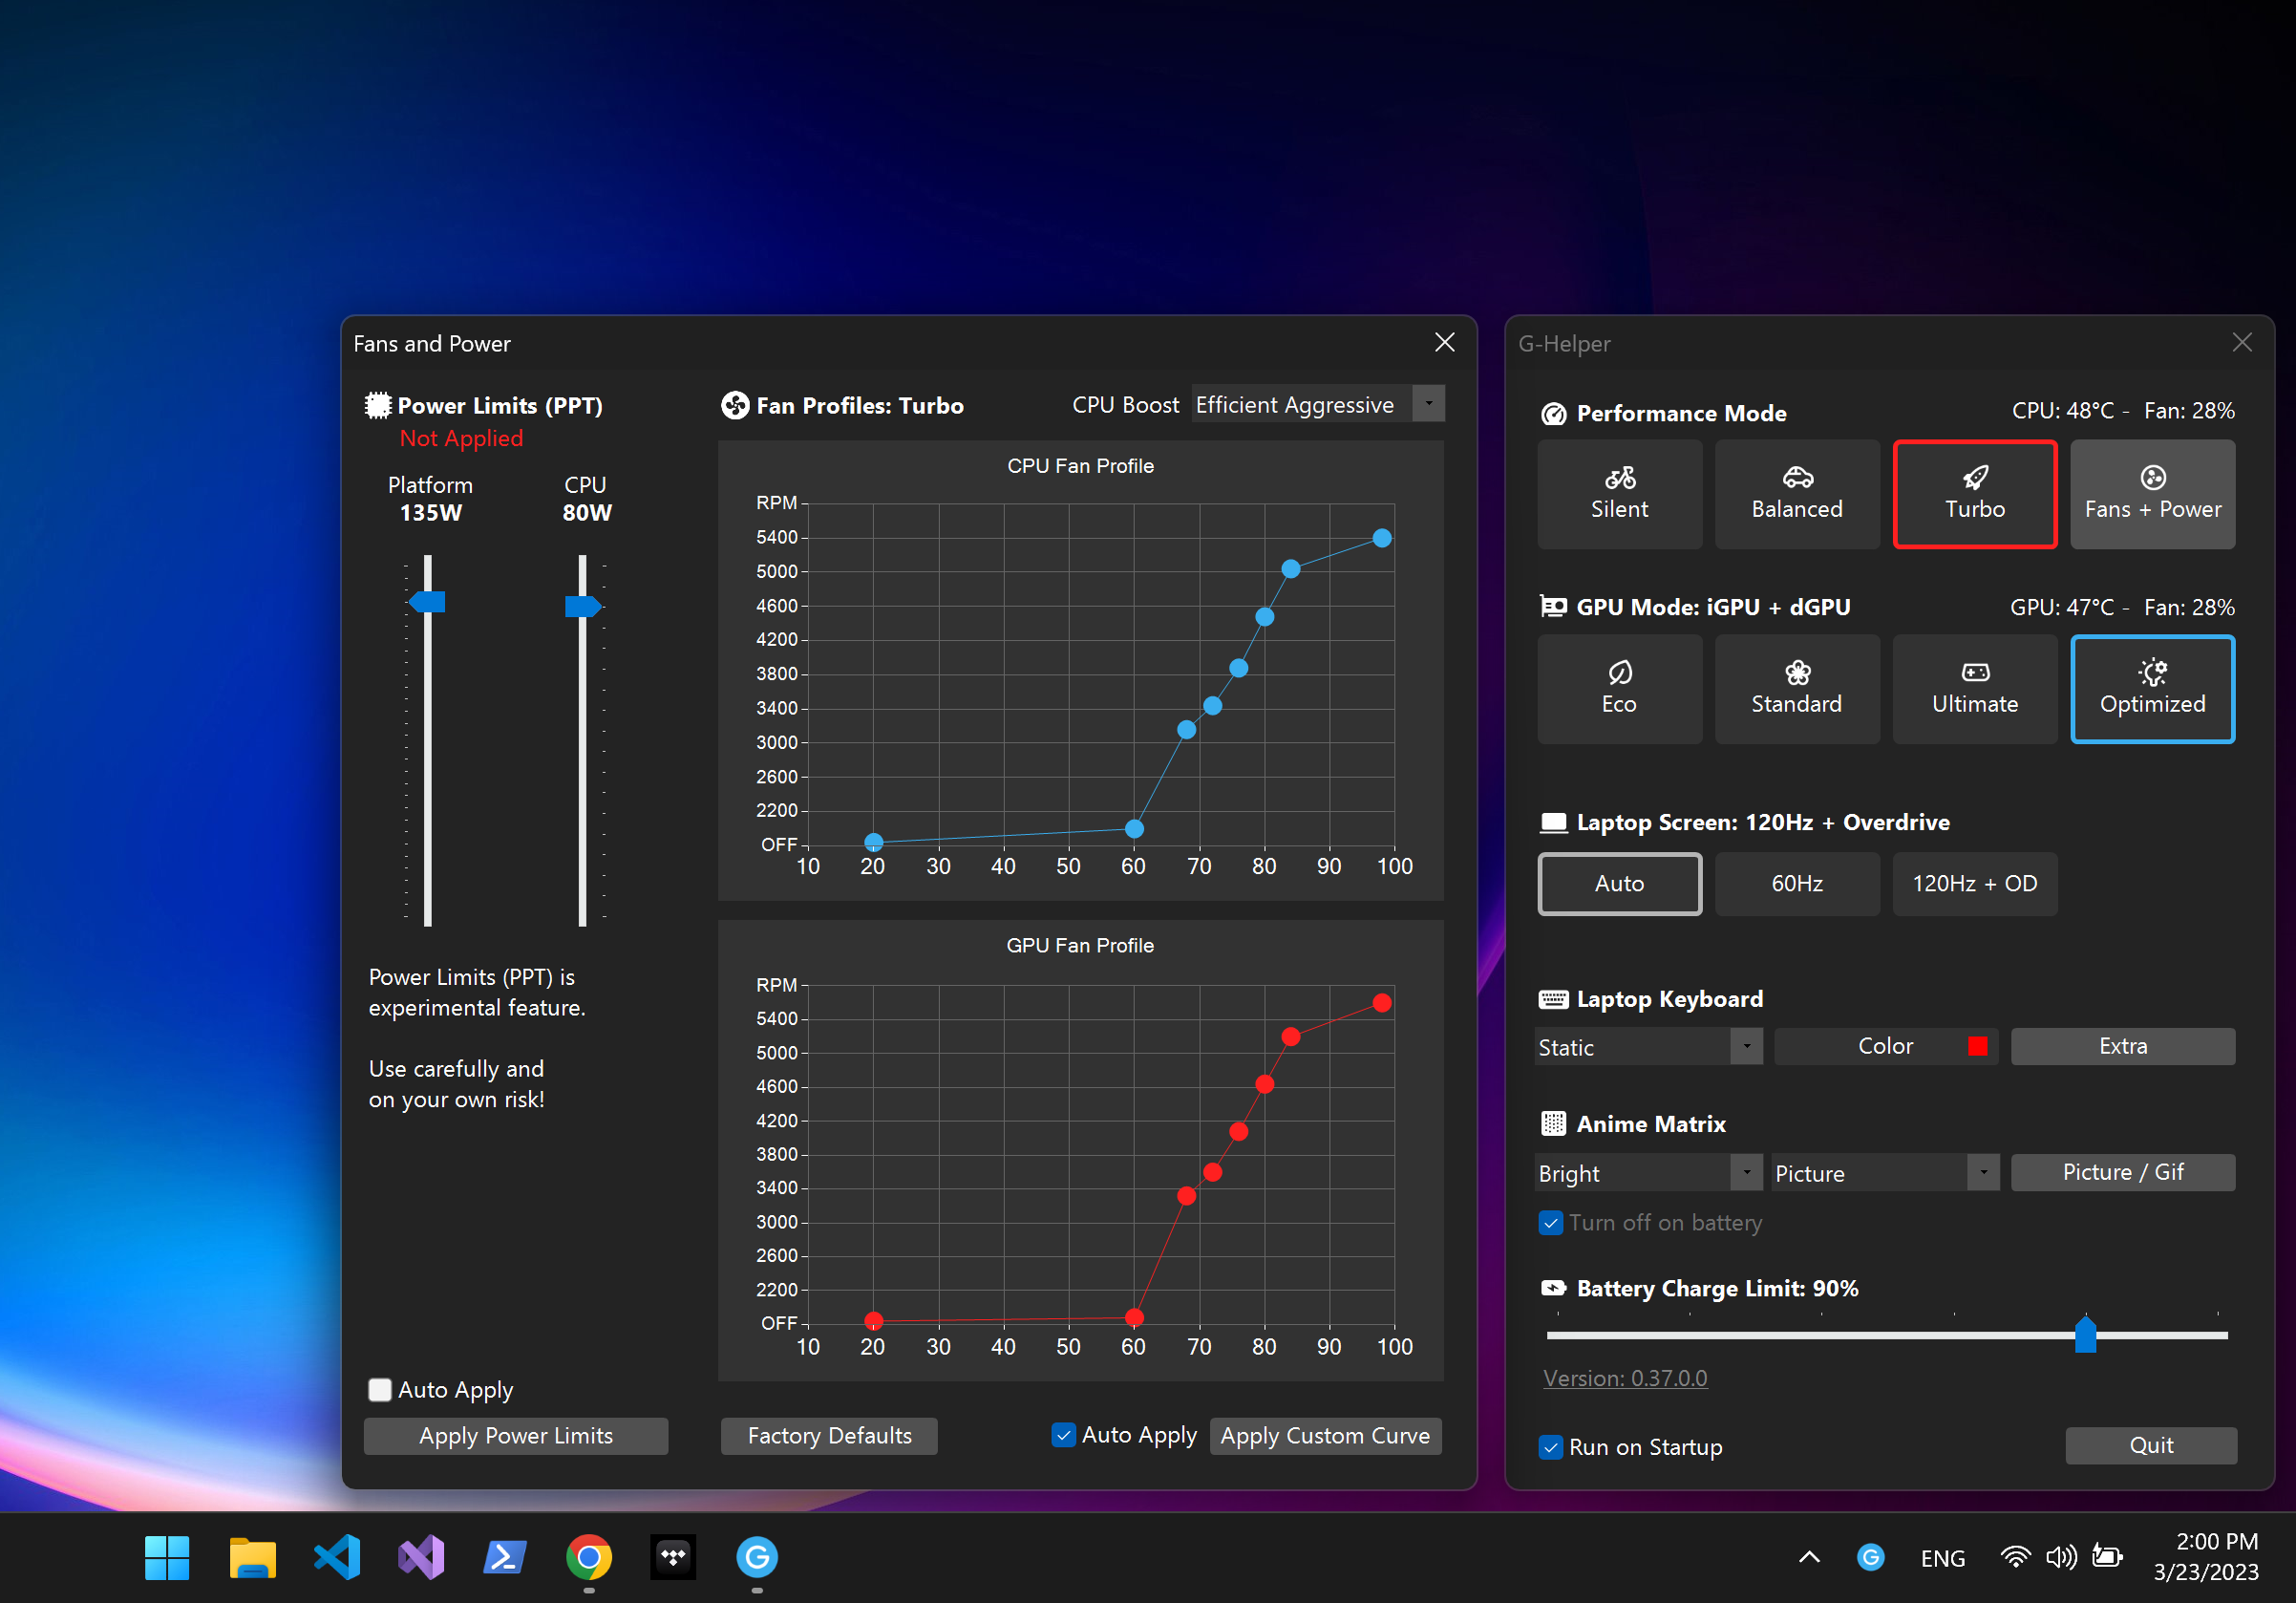 Fans and Power
Power Limits (PPT)
Not Applied
Platform CPU
135W 80W
Power Limits (PPT) is
experimental feature.
Use carefully and
on your own risk!
Auto Apply
Apply Power Limits
Fan Profiles: Turbo
CPU Boost Efficient Aggressive
CPU Fan Profile
RPM
5400
5000
4600
4200
3800
3400
3000
2600
2200
OFF
10 20 30 40 50 60 70 80 90 100
GPU Fan Profile
RPM
5400
5000
4600
4200
3800
3400
3000
2600
2200
OFF
10 20 30 40 50 60 70 80 90 100
Factory Defaults
Auto Apply
Apply Custom Curve
G-Helper
Performance Mode CPU: 48°C - Fan: 28%
Silent Balanced Turbo Fans + Power
GPU Mode: iGPU + dGPU GPU: 47°C - Fan: 28%
Eco Standard Ultimate Optimized
Laptop Screen: 120Hz + Overdrive
Auto 60Hz 120Hz + OD
Laptop Keyboard
Static Color Extra
Anime Matrix
Bright Picture Picture / Gif
Turn off on battery
Battery Charge Limit: 90%
Version: 0.37.0.0
Run on Startup Quit
G G ENG
2:00 PM
3/23/2023